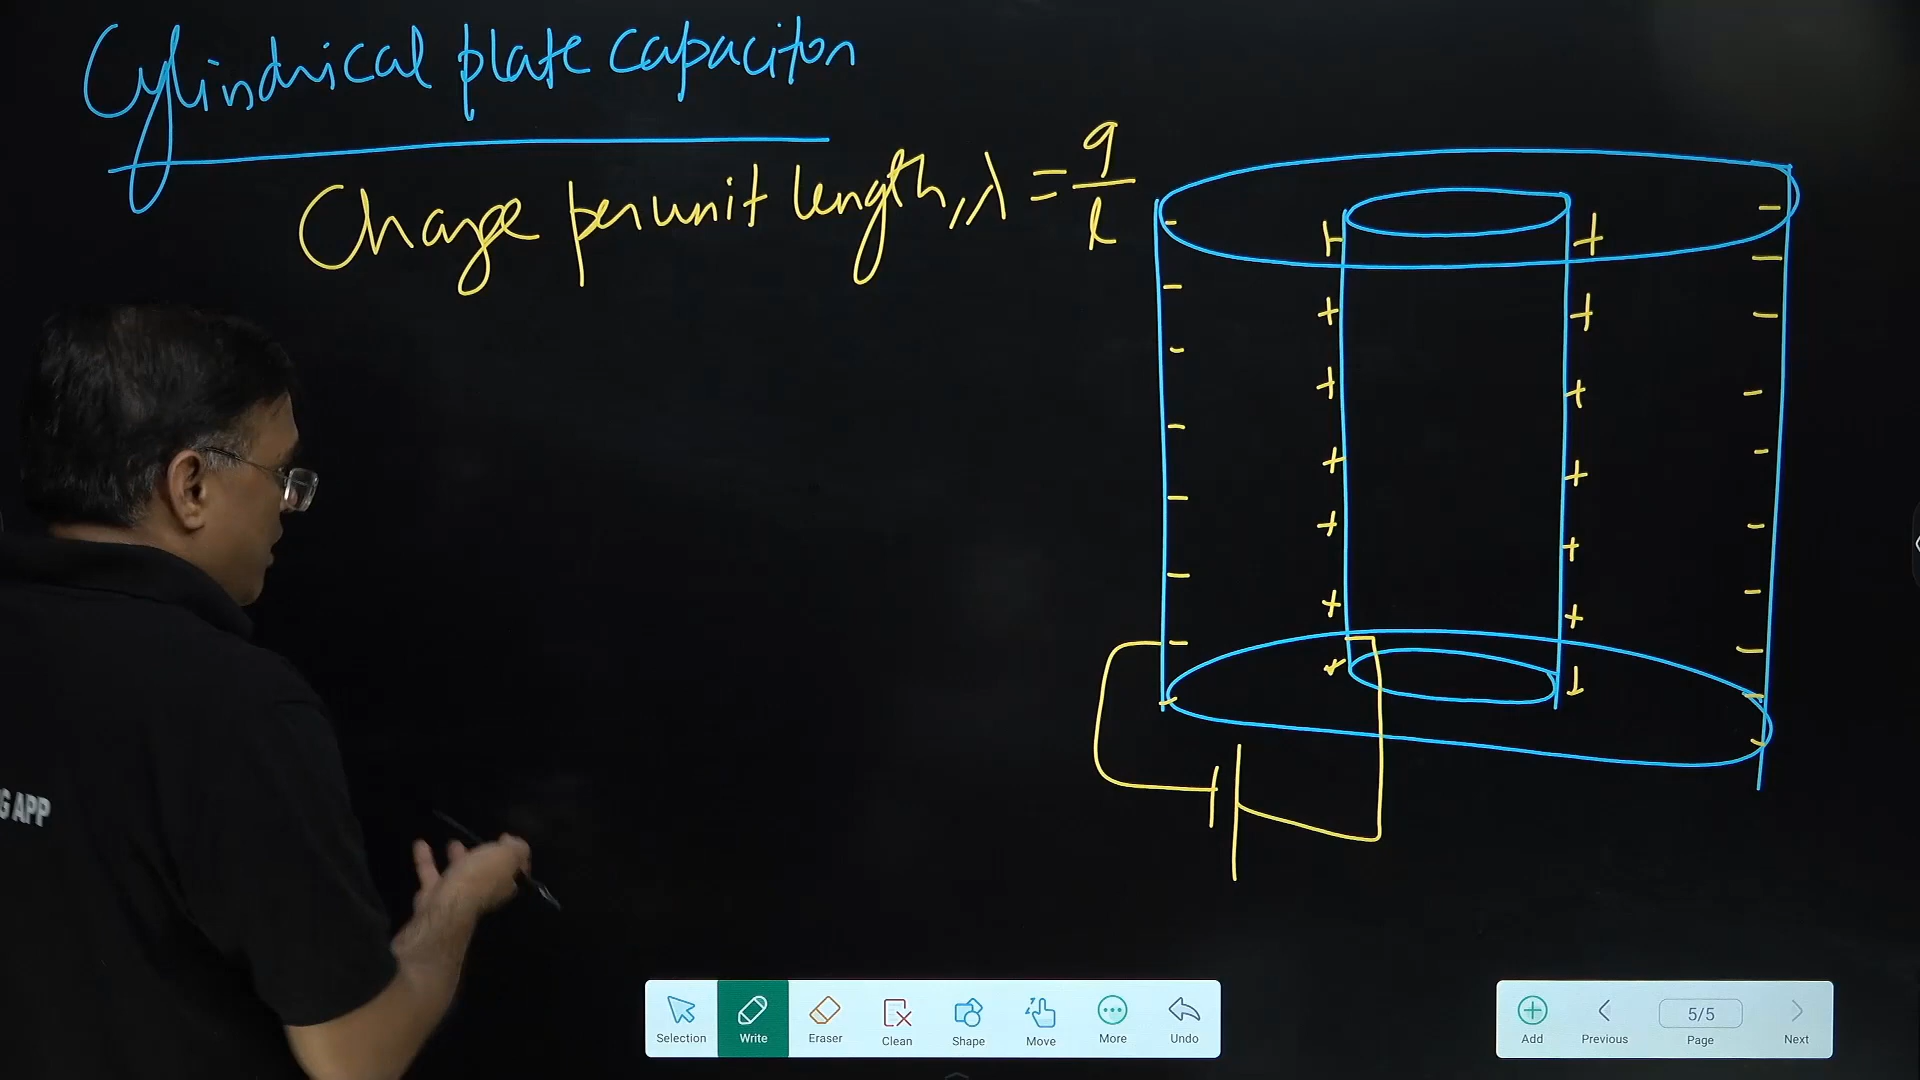 Cylindrical plate capacitor
Charge per unit length, λ = q/l
+ +
+ +
+ +
+ +
+ +
+ +
G APP
Selection Write Eraser Clean Shape Move More Undo
5/5
Add Previous Page Next